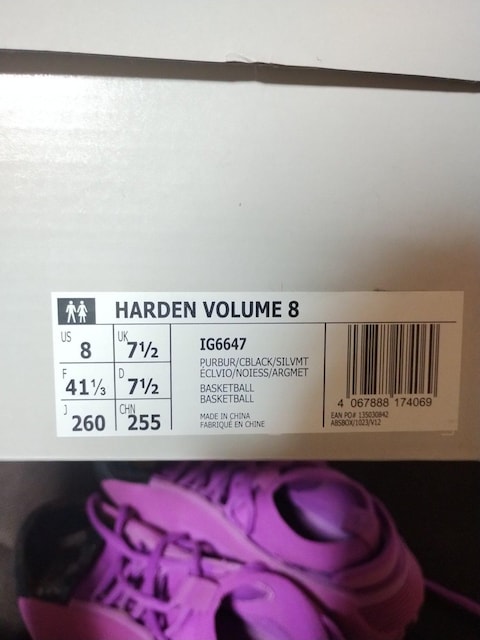 HARDEN VOLUME 8
US 8 UK 7½
F 41⅓ D 7½
J 260 CHN 255
IG6647
PURBUR/CBLACK/SILVMT
ECLVIO/NOIESS/ARGMET
BASKETBALL
BASKETBALL
MADE IN CHINA
FABRIQUÉ EN CHINE
4 067888 174069
EAN PO# 135030842
ABSBOX/1023/V12